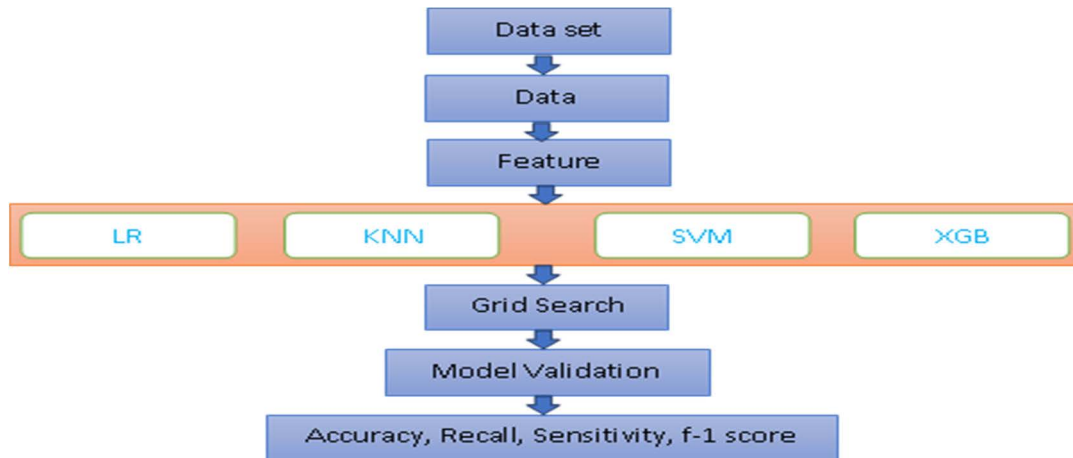 Data set
Data
Feature
LR KNN SVM XGB
Grid Search
Model Validation
Accuracy, Recall, Sensitivity, f-1 score